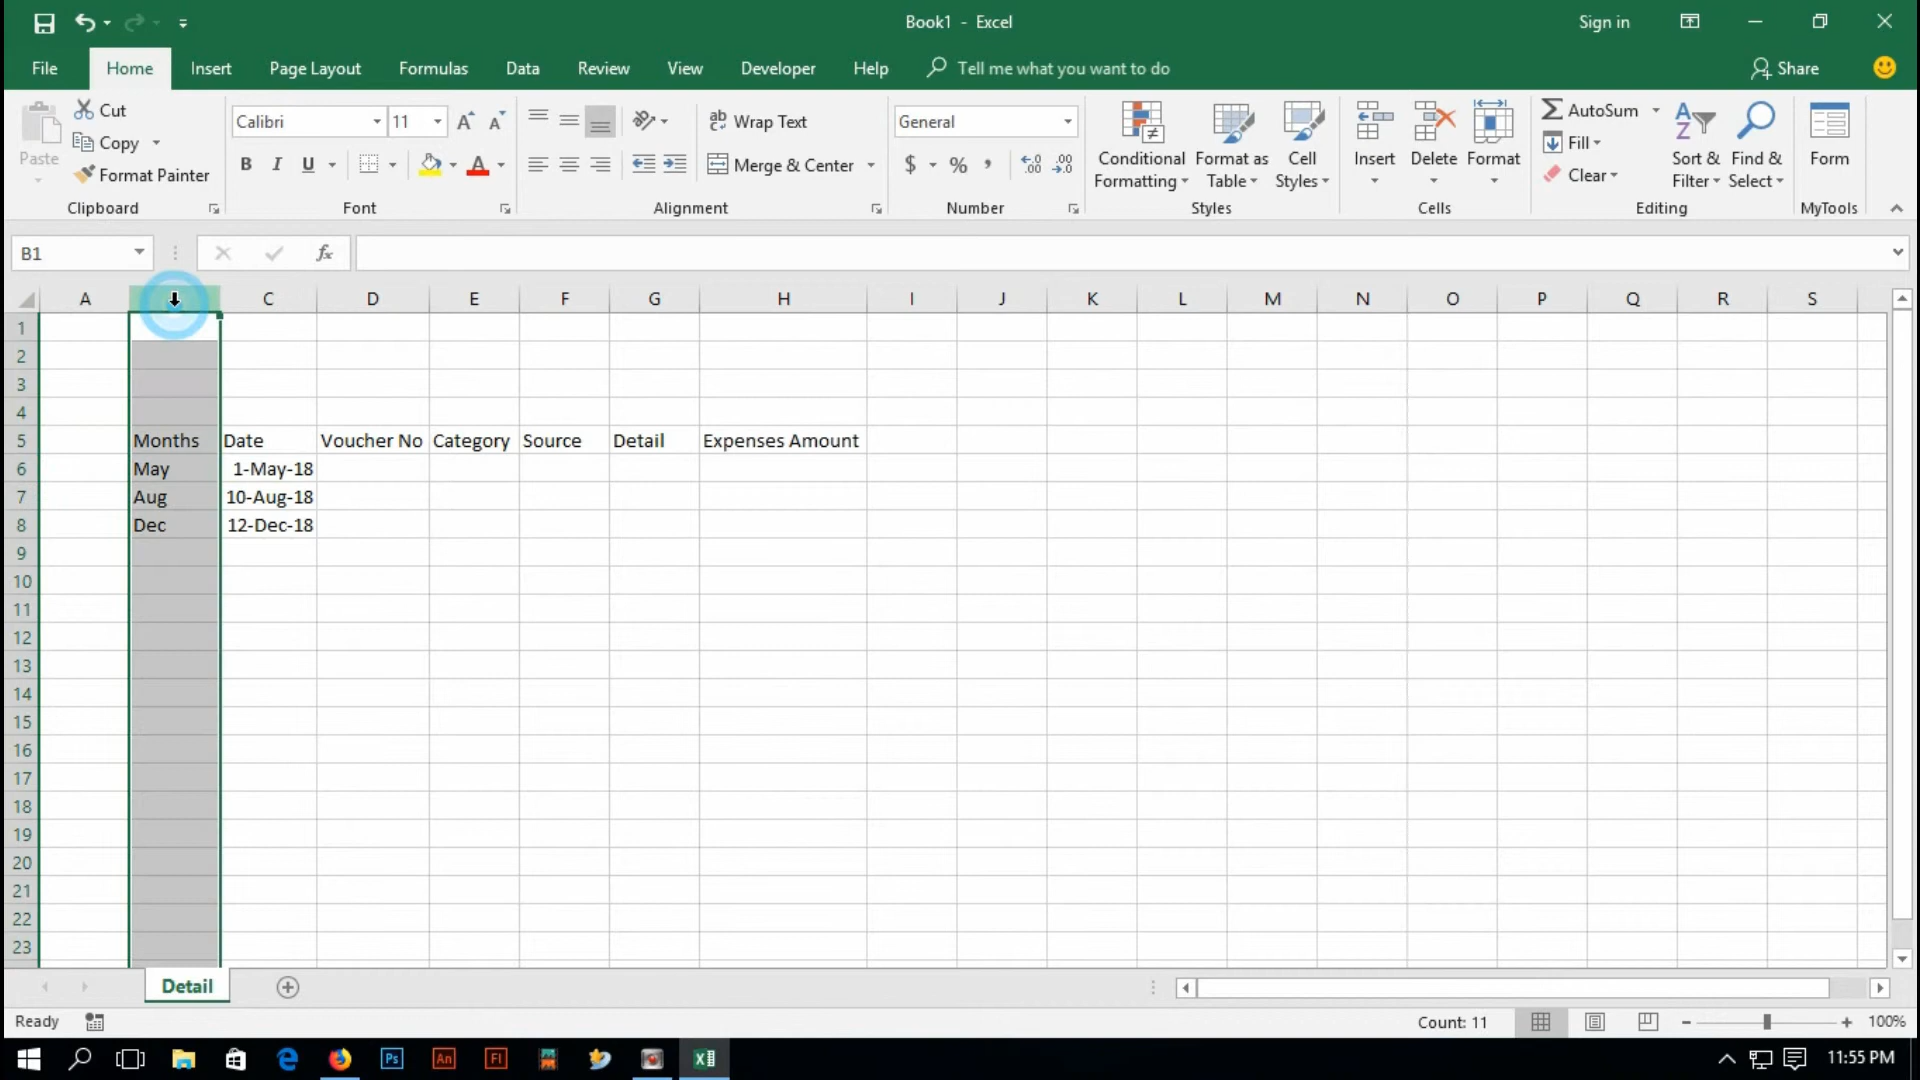 Book1 - Excel
Sign in
File Home Insert Page Layout Formulas Data Review View Developer Help Tell me what you want to do Share
Paste
Cut
Copy
Format Painter
Clipboard
Calibri 11
B I U A
Font
Wrap Text
Merge & Center
Alignment
General
$ % ,
Number
Conditional Formatting
Format as Table
Cell Styles
Styles
Insert Delete Format
Cells
AutoSum
Fill
Clear
Sort & Filter
Find & Select
Editing
Form
MyTools
B1 fx
A C D E F G H I J K L M N O P Q R S
1
2
3
4
5 Months Date Voucher No Category Source Detail Expenses Amount
6 May 1-May-18
7 Aug 10-Aug-18
8 Dec 12-Dec-18
9
10
11
12
13
14
15
16
17
18
19
20
21
22
23
Detail
Ready Count: 11 100%
Ps An Fl 11:55 PM